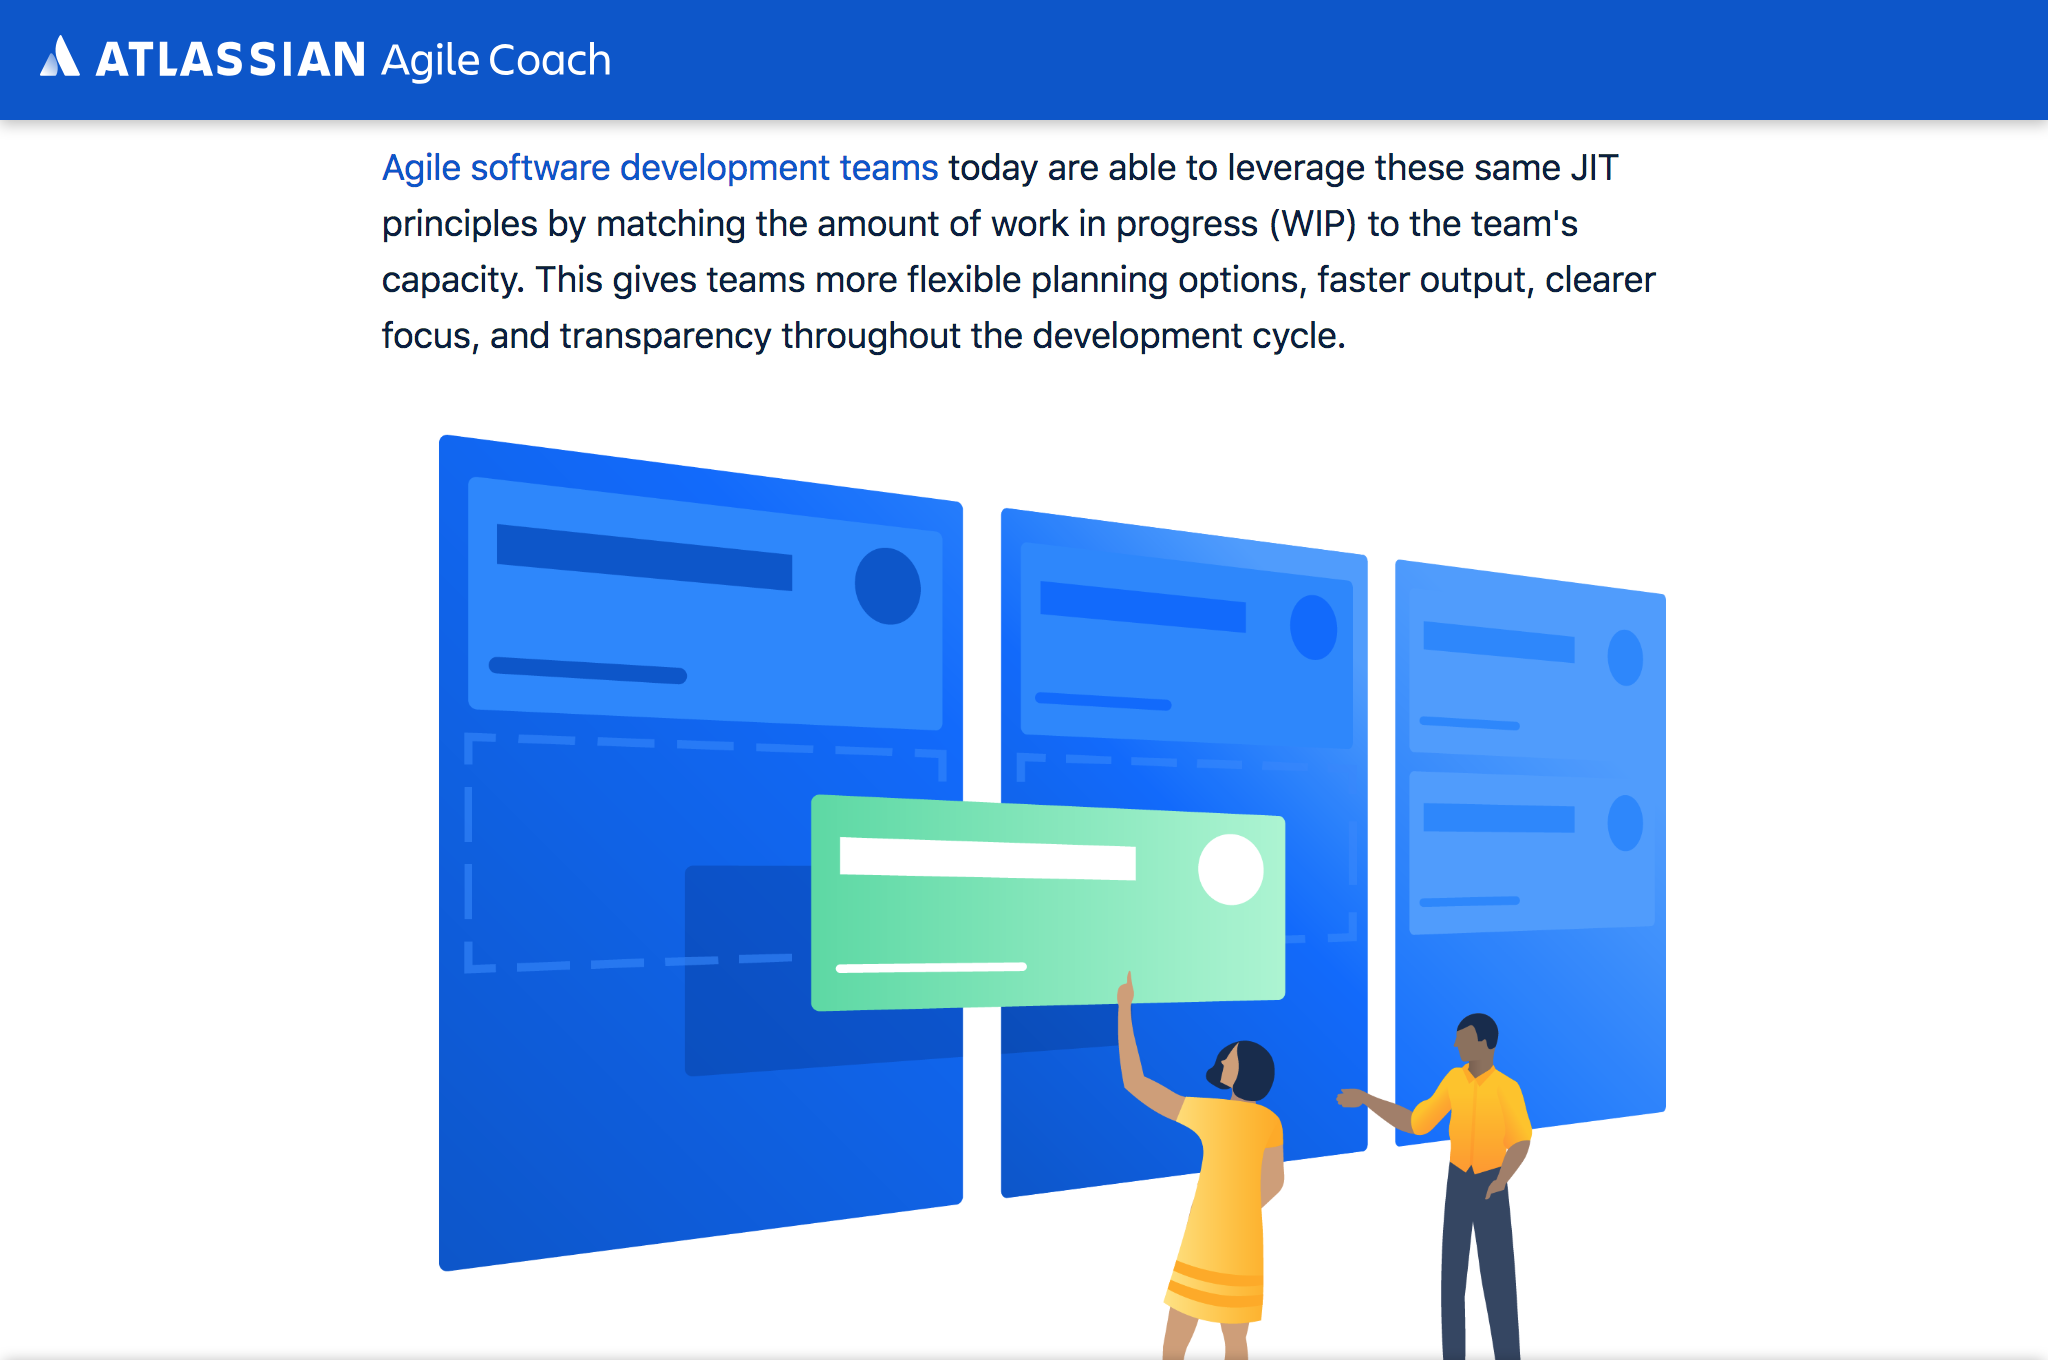 ATLASSIAN Agile Coach
Agile software development teams today are able to leverage these same JIT
principles by matching the amount of work in progress (WIP) to the team's
capacity. This gives teams more flexible planning options, faster output, clearer
focus, and transparency throughout the development cycle.